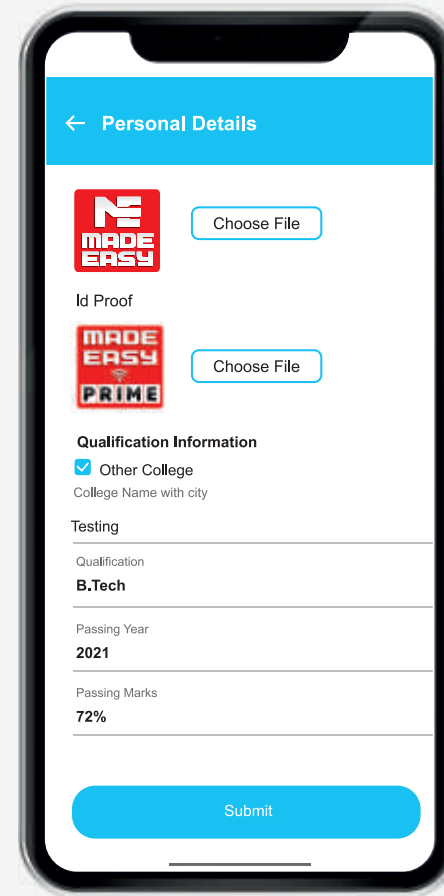 Personal Details
ME
MADE
EASY
Choose File
Id Proof
MADE
EASY
PRIME
Choose File
Qualification Information
Other College
College Name with city
Testing
Qualification
B.Tech
Passing Year
2021
Passing Marks
72%
Submit